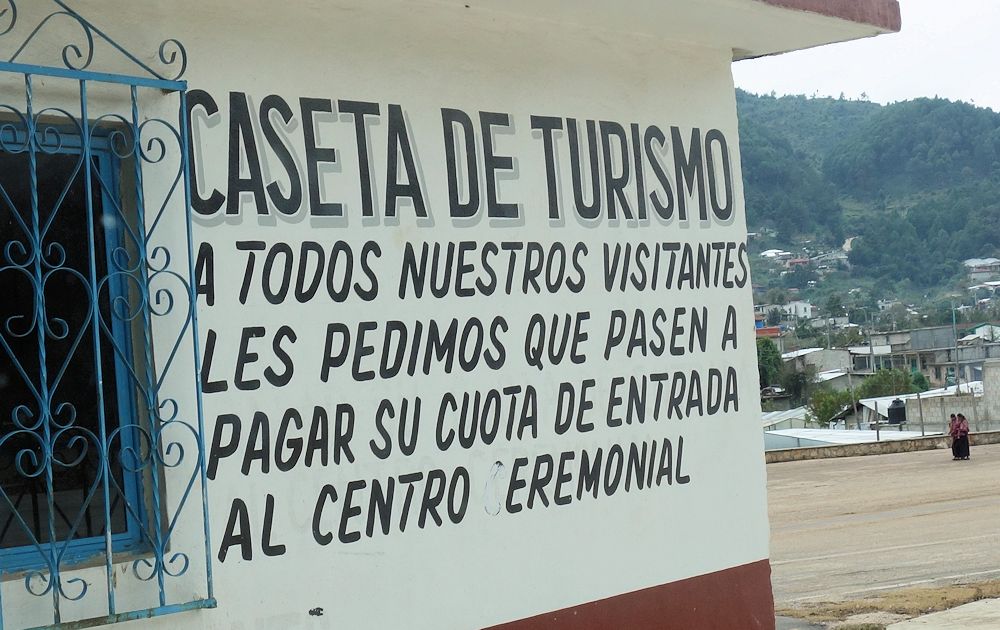 CASETA DE TURISMO
A TODOS NUESTROS VISITANTES
LES PEDIMOS QUE PASEN A
PAGAR SU CUOTA DE ENTRADA
AL CENTRO CEREMONIAL